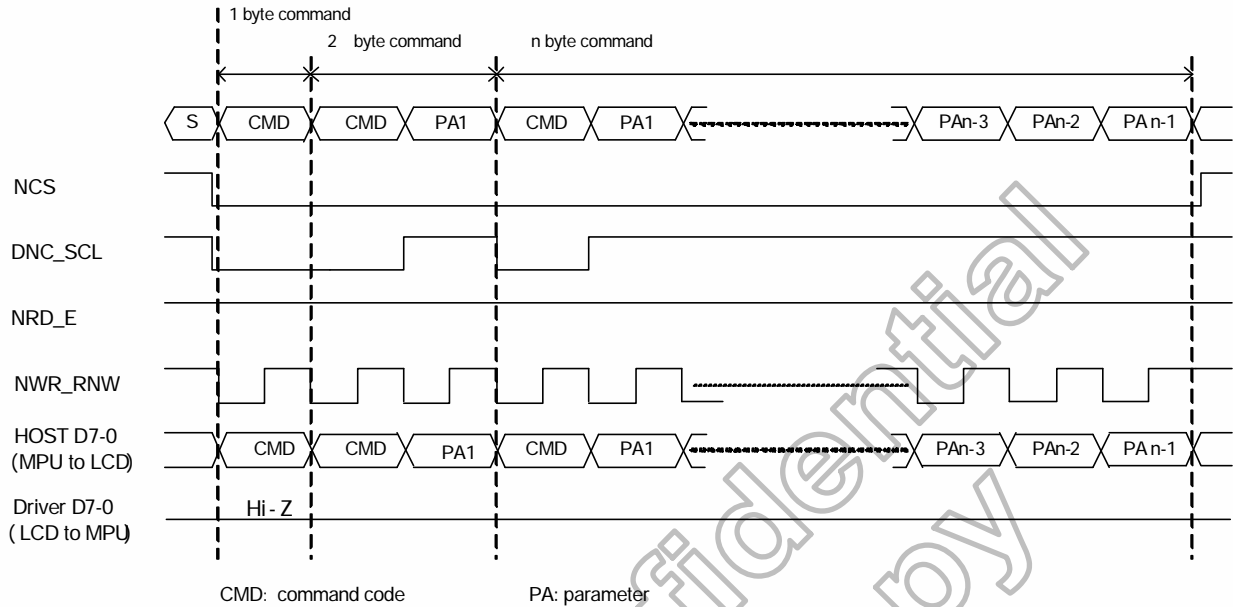 1 byte command
2 byte command n byte command
S CMD CMD PA1 CMD PA1 PAn-3 PAn-2 PA n-1
NCS
DNC_SCL
NRD_E
NWR_RNW
HOST D7-0
(MPU to LCD)
CMD CMD PA1 CMD PA1 PAn-3 PAn-2 PA n-1
Driver D7-0
( LCD to MPU)
Hi - Z
CMD: command code PA: parameter